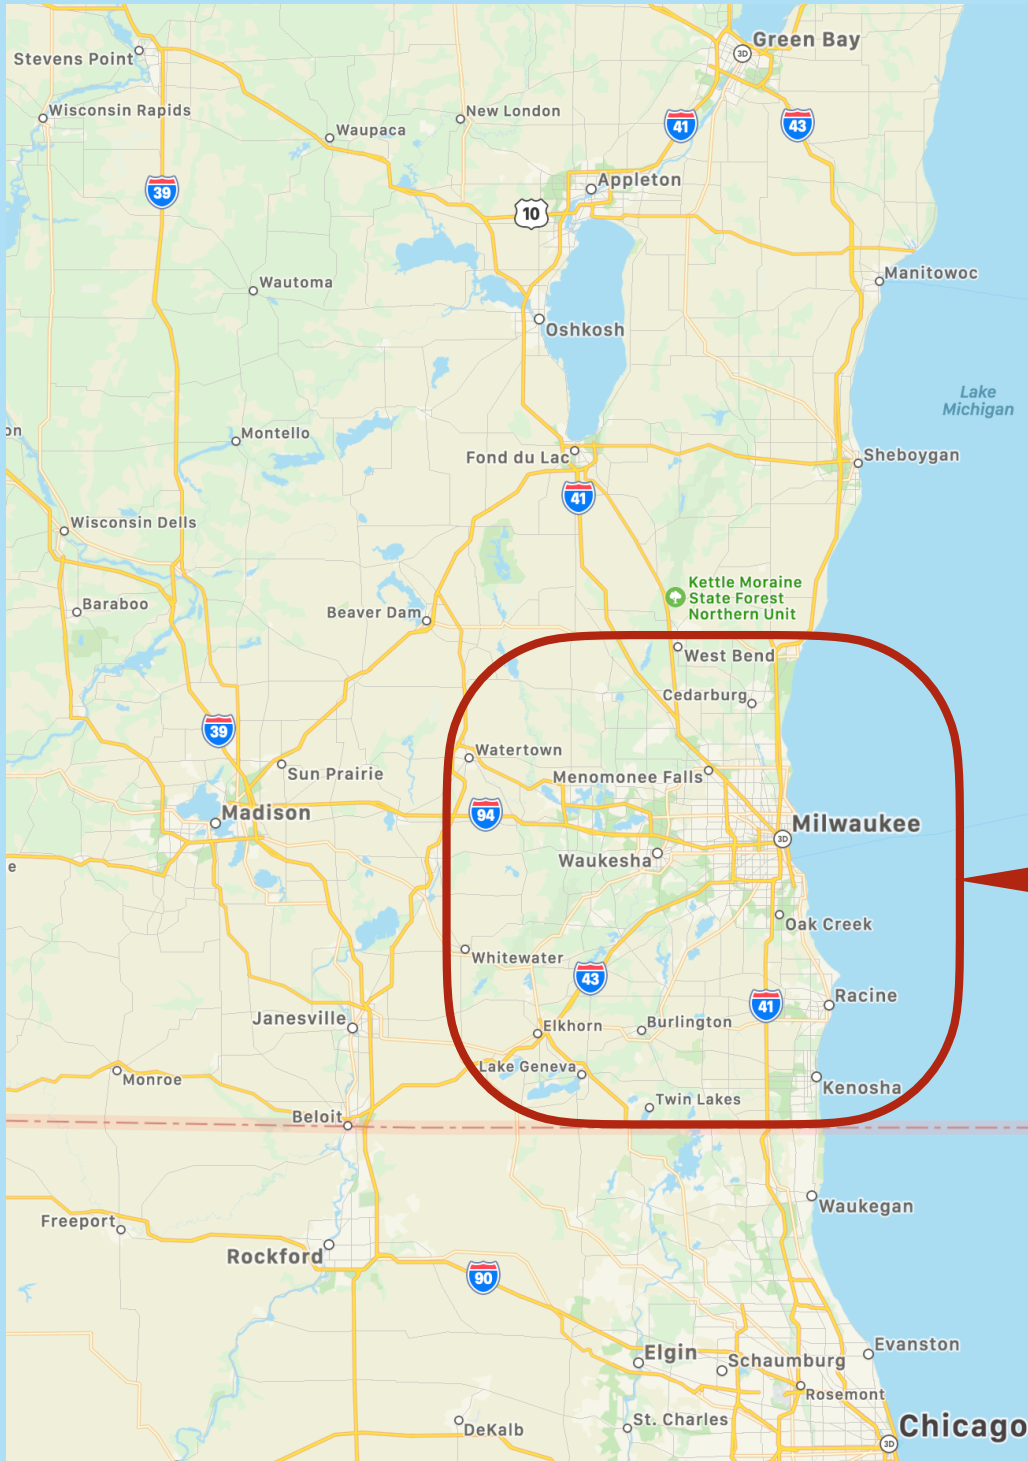 Green Bay
3D
Stevens Point
Wisconsin Rapids
New London
Waupaca
41
43
39
Appleton
10
Manitowoc
Wautoma
Oshkosh
Lake
Michigan
on
Montello
Fond du Lac
Sheboygan
41
Wisconsin Dells
Kettle Moraine
State Forest
Northern Unit
Baraboo
Beaver Dam
West Bend
Cedarburg
39
Watertown
Sun Prairie
Menomonee Falls
94
Madison
Milwaukee
3D
Waukesha
e
Oak Creek
Whitewater
43
Racine
41
Janesville
Elkhorn
Burlington
Lake Geneva
Monroe
Kenosha
Twin Lakes
Beloit
Waukegan
Freeport
Rockford
90
Evanston
Elgin
Schaumburg
Rosemont
St. Charles
DeKalb
Chicago
3D